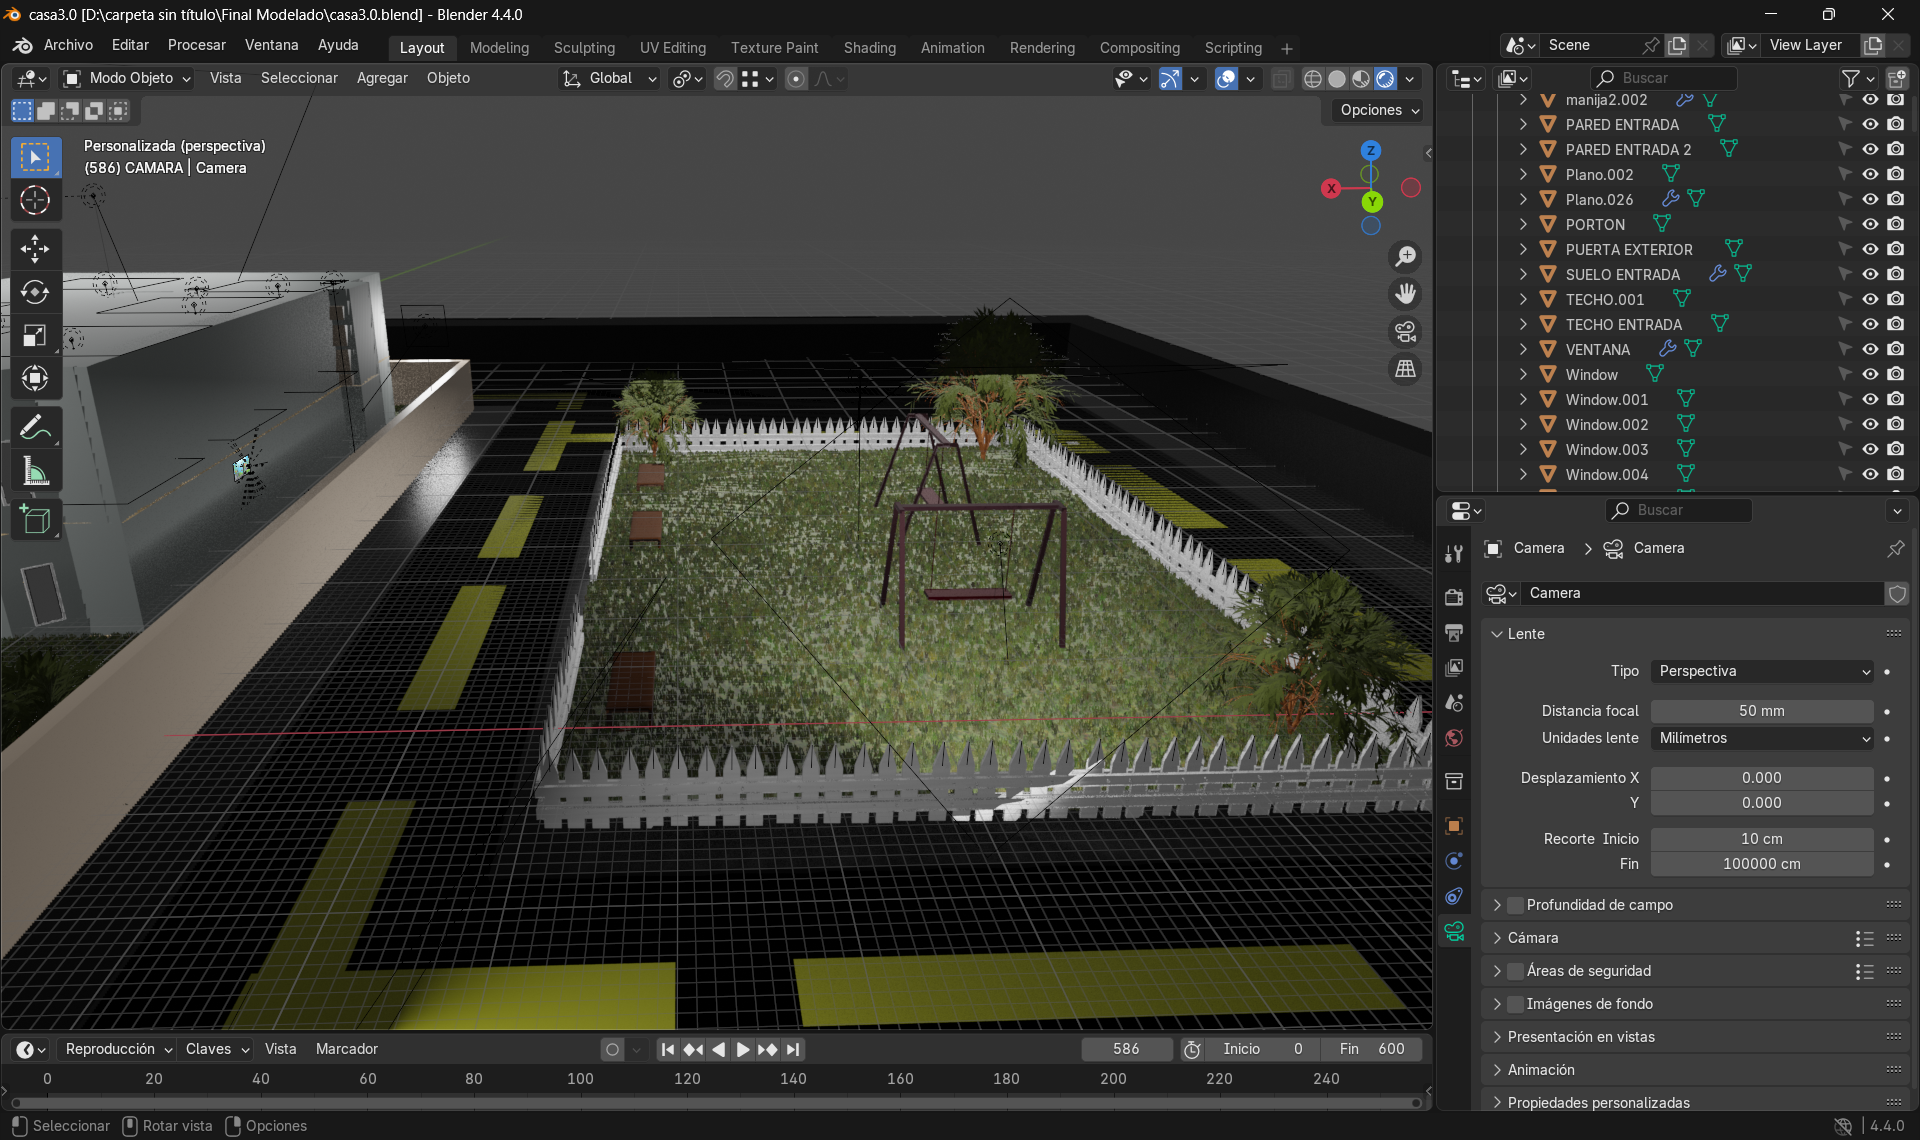 casa3.0 [D:\carpeta sin título\Final Modelado\casa3.0.blend] - Blender 4.4.0
Archivo Editar Procesar Ventana Ayuda Layout Modeling Sculpting UV Editing Texture Paint Shading Animation Rendering Compositing Scripting + Scene View Layer
Modo Objeto Vista Seleccionar Agregar Objeto Global Buscar
Opciones
Personalizada (perspectiva)
(586) CAMARA | Camera
Z
X
Y
manija2.002
PARED ENTRADA
PARED ENTRADA 2
Plano.002
Plano.026
PORTON
PUERTA EXTERIOR
SUELO ENTRADA
TECHO.001
TECHO ENTRADA
VENTANA
Window
Window.001
Window.002
Window.003
Window.004
Buscar
Camera > Camera
Camera
Lente
Tipo Perspectiva
Distancia focal 50 mm
Unidades lente Milímetros
Desplazamiento X 0.000
Y 0.000
Recorte Inicio 10 cm
Fin 100000 cm
Profundidad de campo
Cámara
Áreas de seguridad
Imágenes de fondo
Presentación en vistas
Animación
Propiedades personalizadas
Reproducción Claves Vista Marcador 586 Inicio 0 Fin 600
0 20 40 60 80 100 120 140 160 180 200 220 240
Seleccionar Rotar vista Opciones 4.4.0